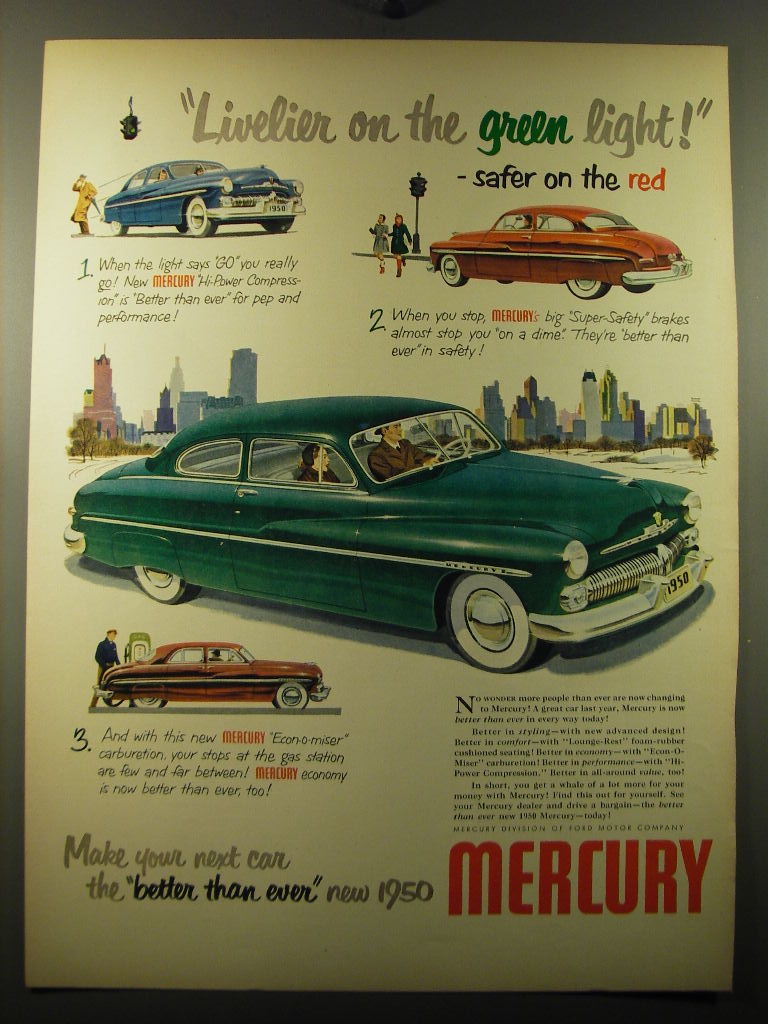 "Livelier on the green light!"
- safer on the red
1950
1. When the light says "GO" you really
go! New MERCURY "Hi-Power Compress-
ion" is "Better than ever" for pep and
performance!
2. When you stop, MERCURY's big "Super-Safety" brakes
almost stop you "on a dime". They're "better than
ever" in safety!
MERCURY
1950
3. And with this new MERCURY "Econ-o-miser"
carburetion, your stops at the gas station
are few and far between! MERCURY economy
is now better than ever, too!
NO WONDER more people than ever are now changing
to Mercury! A great car last year, Mercury is now
better than ever in every way today!
Better in styling—with new advanced design!
Better in comfort—with "Lounge-Rest" foam-rubber
cushioned seating! Better in economy—with "Econ-O-
Miser" carburetion! Better in performance—with "Hi-
Power Compression." Better in all-around value, too!
In short, you get a whale of a lot more for your
money with Mercury! Find this out for yourself. See
your Mercury dealer and drive a bargain—the better
than ever new 1950 Mercury—today!
MERCURY DIVISION OF FORD MOTOR COMPANY
Make your next car
the "better than ever" new 1950
MERCURY